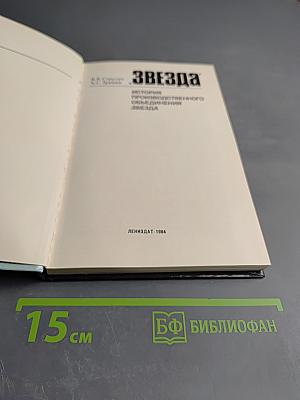 „ЗВЕЗДА"
ИСТОРИЯ
ПРОИЗВОДСТВЕННОГО
ОБЪЕДИНЕНИЯ
ЗВЕЗДА
ЛЕНИЗДАТ·1984
15 см
БФ БИБЛИОФАН